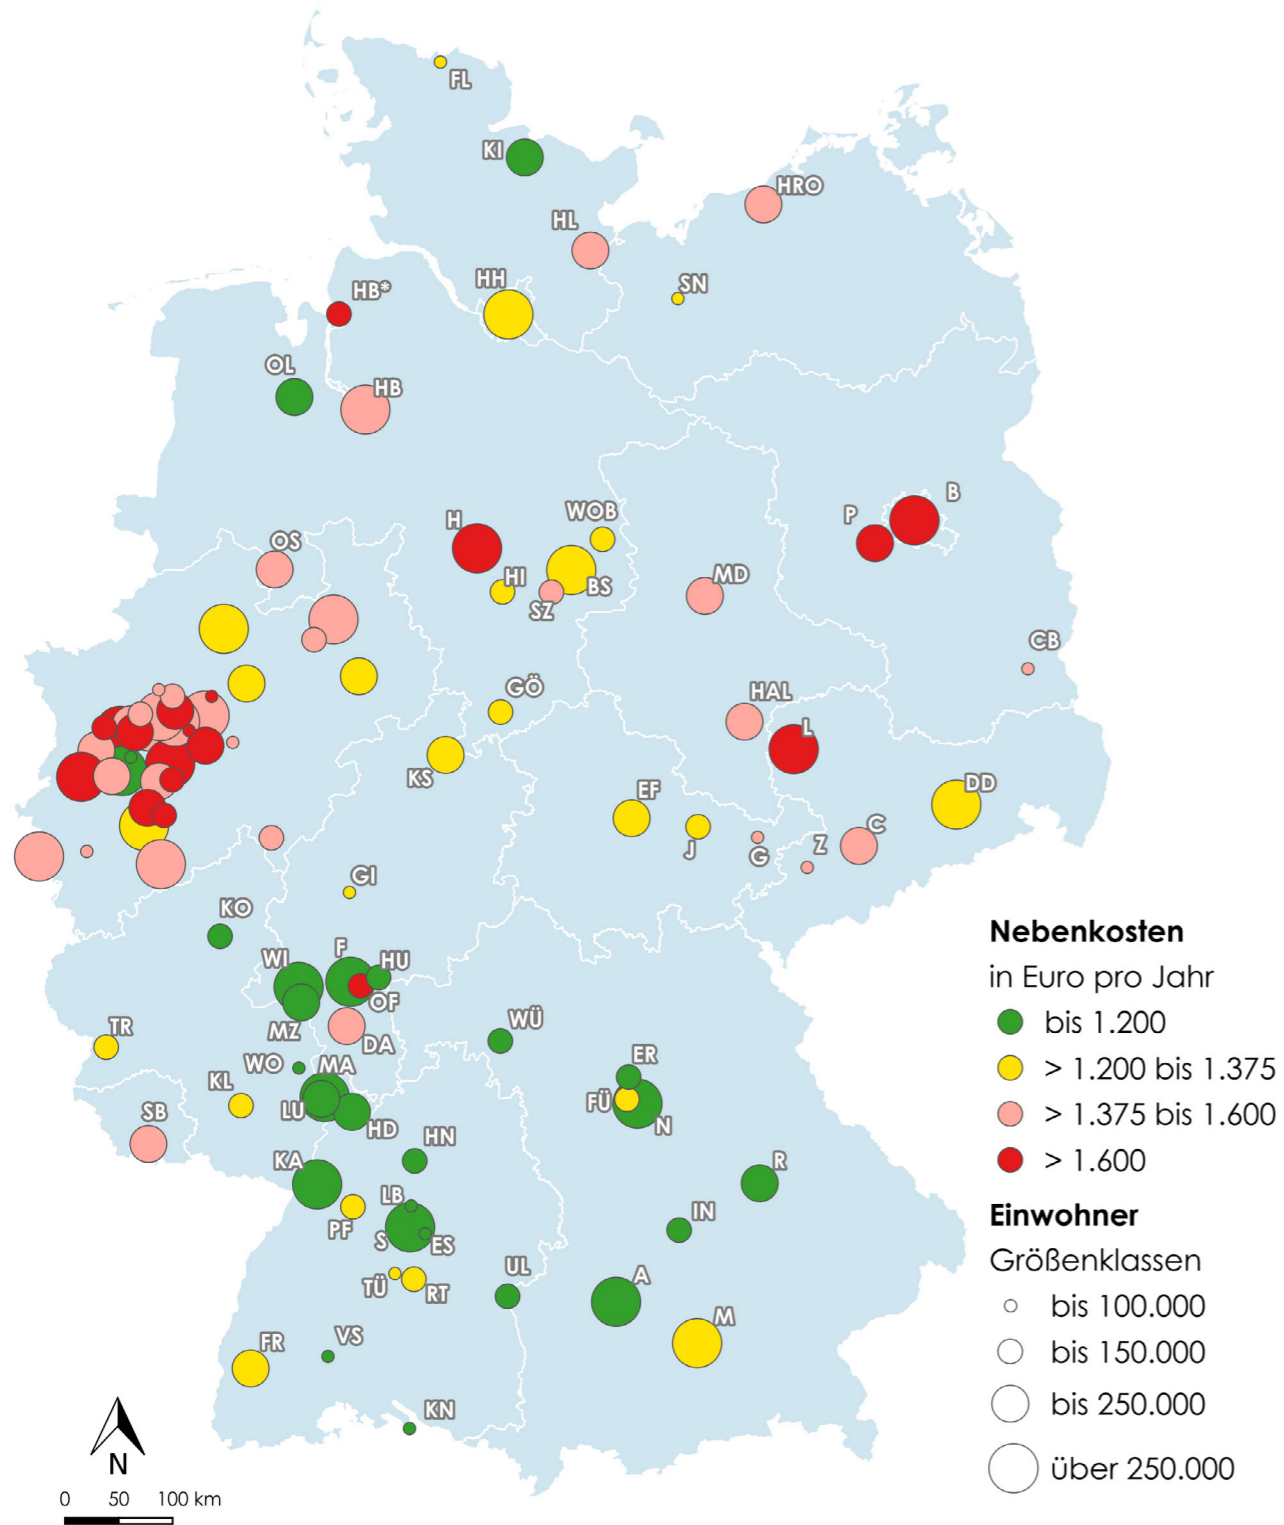 FL
KI
HRO
HL
SN
HH
HB*
OL
HB
B
P
H
WOB
OS
HI
BS
SZ
MD
CB
GÖ
HAL
L
KS
DD
EF
J
G
Z
C
GI
KO
WI
F
HU
OF
MZ
DA
TR
WO
MA
WÜ
ER
KL
LU
FÜ
SB
HD
N
HN
KA
R
LB
PF
S
ES
IN
TÜ
RT
UL
A
M
FR
VS
KN
N
0 50 100 km
Nebenkosten
in Euro pro Jahr
bis 1.200
> 1.200 bis 1.375
> 1.375 bis 1.600
> 1.600
Einwohner
Größenklassen
bis 100.000
bis 150.000
bis 250.000
über 250.000